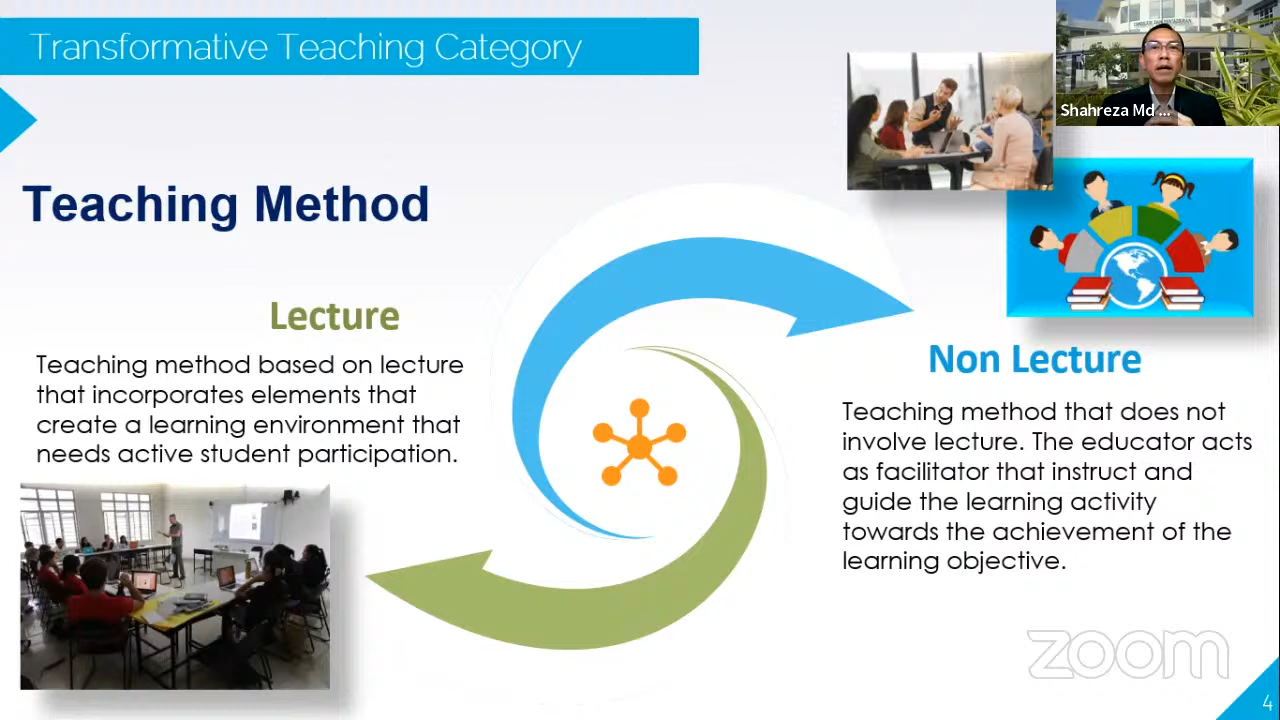 Transformative Teaching Category
Shahreza Md ...
Teaching Method
Lecture
Teaching method based on lecture
that incorporates elements that
create a learning environment that
needs active student participation.
Non Lecture
Teaching method that does not
involve lecture. The educator acts
as facilitator that instruct and
guide the learning activity
towards the achievement of the
learning objective.
zoom
4